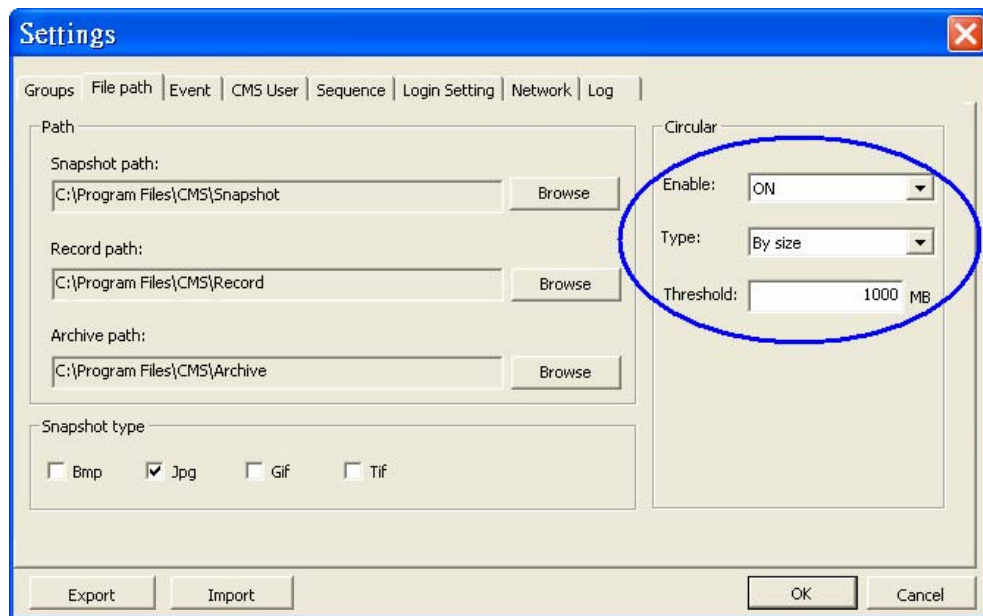 Settings
Groups File path Event CMS User Sequence Login Setting Network Log
Path
Snapshot path:
C:\Program Files\CMS\Snapshot Browse
Record path:
C:\Program Files\CMS\Record Browse
Archive path:
C:\Program Files\CMS\Archive Browse
Snapshot type
Bmp Jpg Gif Tif
Circular
Enable: ON
Type: By size
Threshold: 1000 MB
Export Import OK Cancel